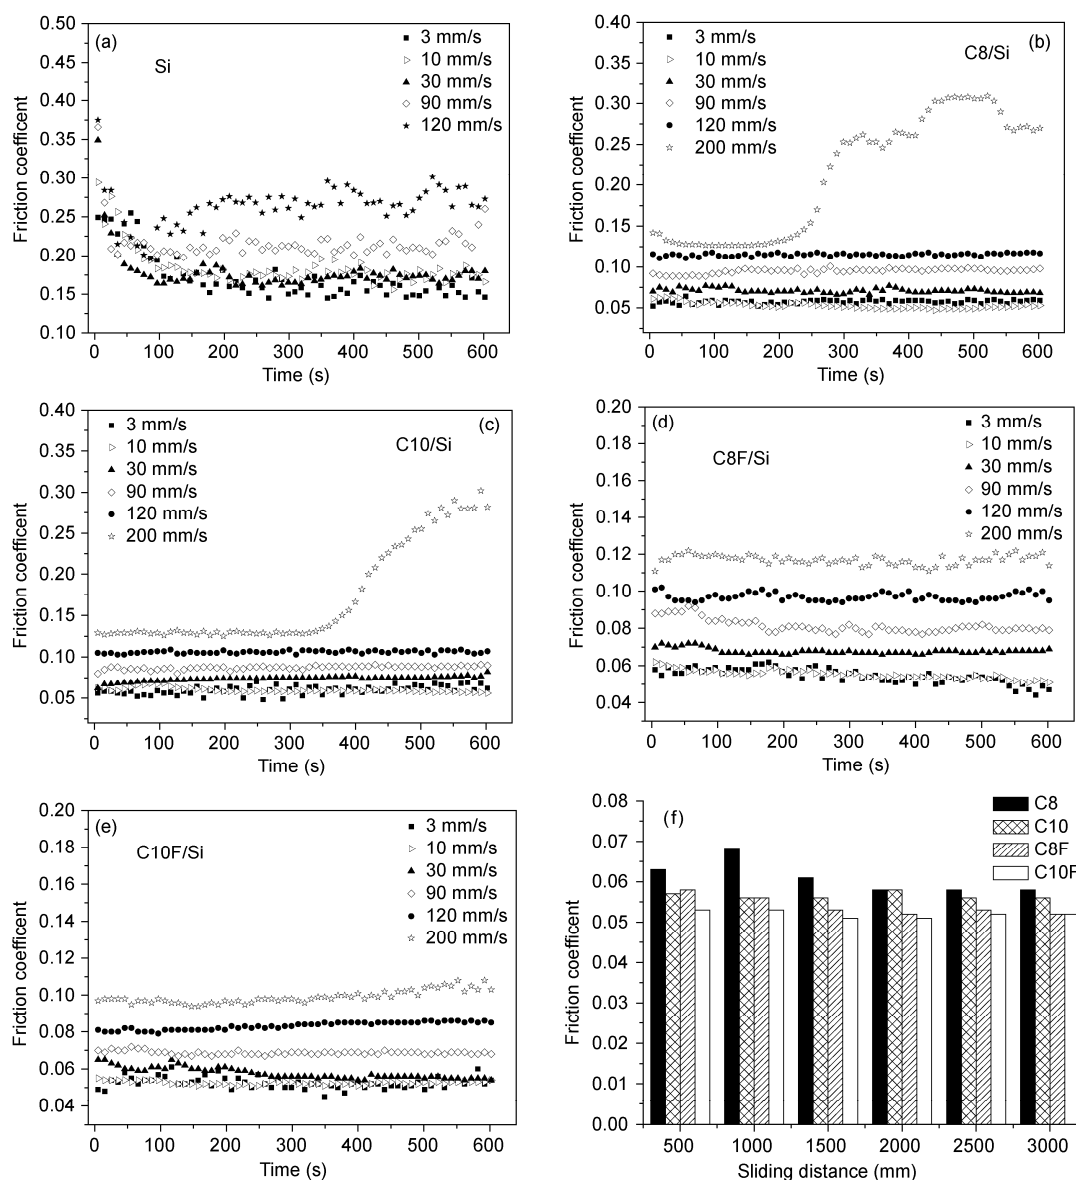 (a)
Si
3 mm/s
10 mm/s
30 mm/s
90 mm/s
120 mm/s
0.50
0.45
0.40
0.35
0.30
0.25
0.20
0.15
0.10
Friction coefficent
0 100 200 300 400 500 600
Time (s)
(b)
C8/Si
3 mm/s
10 mm/s
30 mm/s
90 mm/s
120 mm/s
200 mm/s
0.35
0.30
0.25
0.20
0.15
0.10
0.05
Friction coefficent
0 100 200 300 400 500 600
Time (s)
(c)
C10/Si
3 mm/s
10 mm/s
30 mm/s
90 mm/s
120 mm/s
200 mm/s
0.40
0.35
0.30
0.25
0.20
0.15
0.10
0.05
Friction coefficent
0 100 200 300 400 500 600
Time (s)
(d)
C8F/Si
3 mm/s
10 mm/s
30 mm/s
90 mm/s
120 mm/s
200 mm/s
0.20
0.18
0.16
0.14
0.12
0.10
0.08
0.06
0.04
Friction coefficent
0 100 200 300 400 500 600
Time (s)
(e)
C10F/Si
3 mm/s
10 mm/s
30 mm/s
90 mm/s
120 mm/s
200 mm/s
0.20
0.18
0.16
0.14
0.12
0.10
0.08
0.06
0.04
Friction coefficent
0 100 200 300 400 500 600
Time (s)
(f)
C8
C10
C8F
C10F
0.08
0.07
0.06
0.05
0.04
0.03
0.02
0.01
0.00
Friction coefficent
500 1000 1500 2000 2500 3000
Sliding distance (mm)